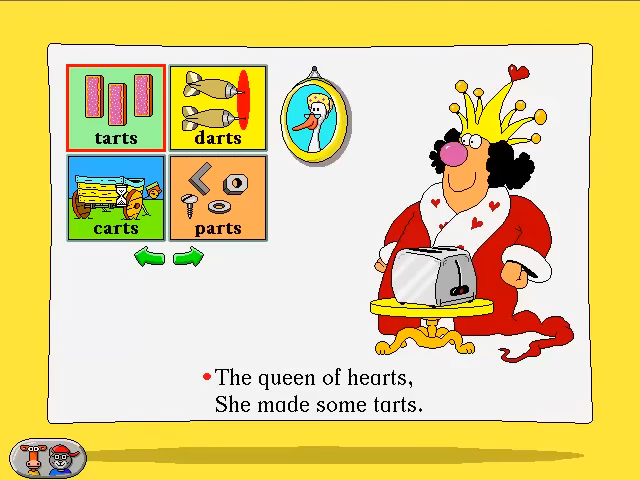 tarts
darts
carts
parts
The queen of hearts,
She made some tarts.